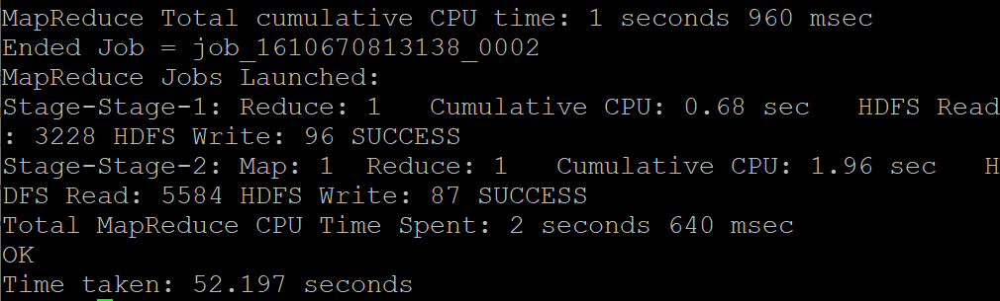 MapReduce Total cumulative CPU time: 1 seconds 960 msec
Ended Job = job_1610670813138_0002
MapReduce Jobs Launched:
Stage-Stage-1: Reduce: 1   Cumulative CPU: 0.68 sec   HDFS Read
: 3228 HDFS Write: 96 SUCCESS
Stage-Stage-2: Map: 1  Reduce: 1   Cumulative CPU: 1.96 sec   H
DFS Read: 5584 HDFS Write: 87 SUCCESS
Total MapReduce CPU Time Spent: 2 seconds 640 msec
OK
Time taken: 52.197 seconds